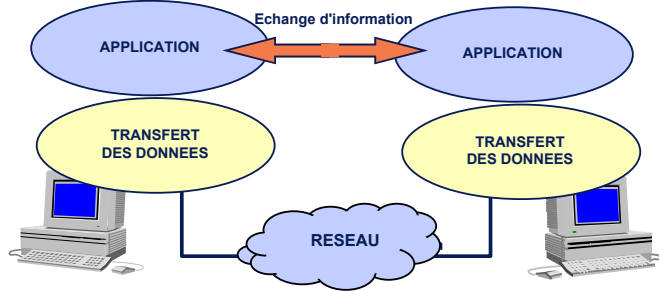 Echange d'information
APPLICATION
APPLICATION
TRANSFERT
DES DONNEES
TRANSFERT
DES DONNEES
RESEAU